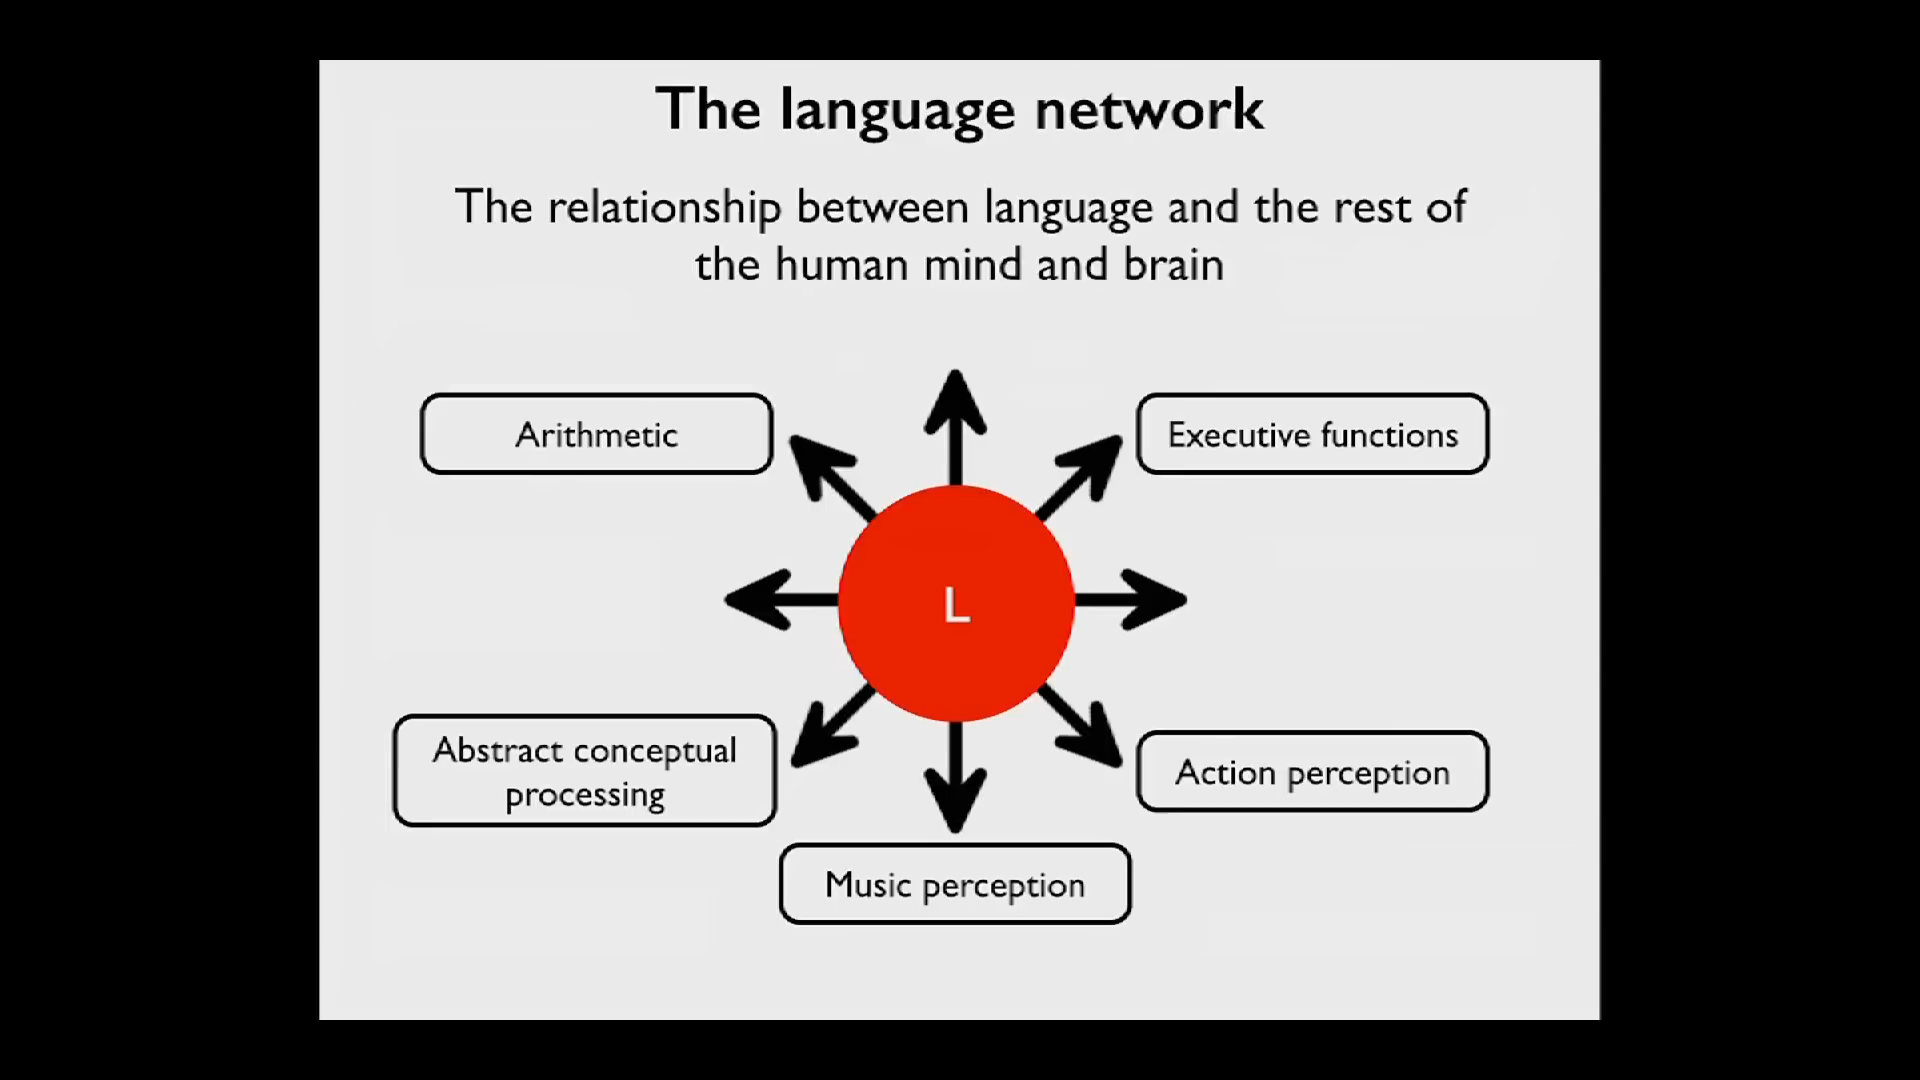 The language network
The relationship between language and the rest of
the human mind and brain
Arithmetic
Executive functions
L
Abstract conceptual
processing
Action perception
Music perception